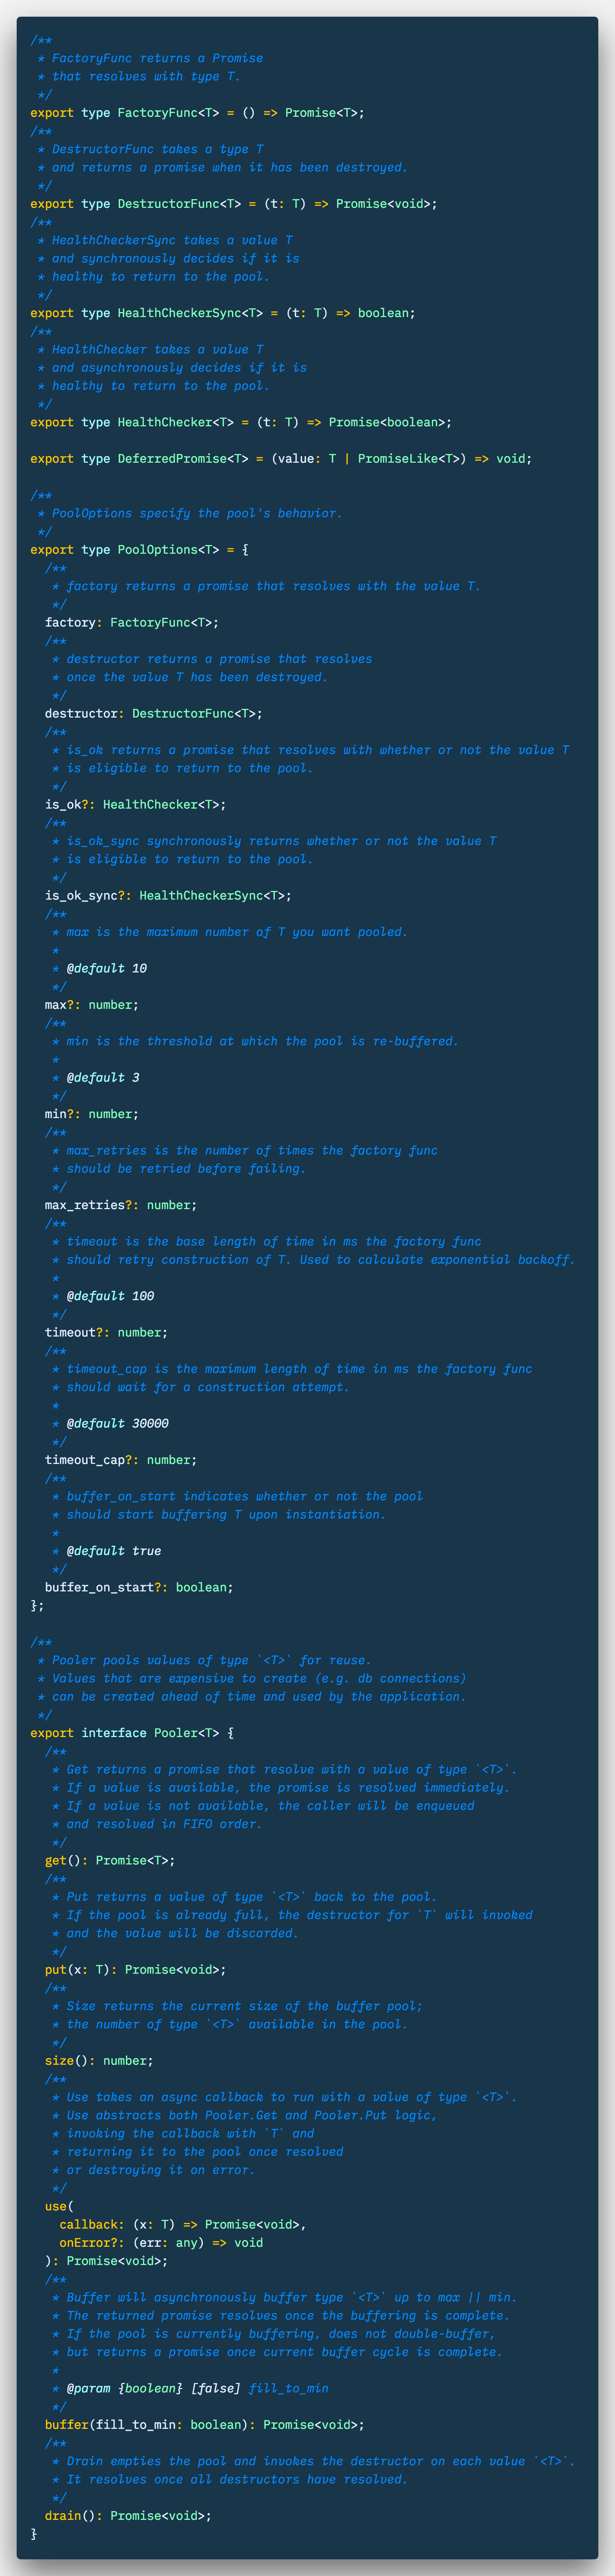 /**
 * FactoryFunc returns a Promise
 * that resolves with type T.
 */
export type FactoryFunc<T> = () => Promise<T>;
/**
 * DestructorFunc takes a type T
 * and returns a promise when it has been destroyed.
 */
export type DestructorFunc<T> = (t: T) => Promise<void>;
/**
 * HealthCheckerSync takes a value T
 * and synchronously decides if it is
 * healthy to return to the pool.
 */
export type HealthCheckerSync<T> = (t: T) => boolean;
/**
 * HealthChecker takes a value T
 * and asynchronously decides if it is
 * healthy to return to the pool.
 */
export type HealthChecker<T> = (t: T) => Promise<boolean>;

export type DeferredPromise<T> = (value: T | PromiseLike<T>) => void;

/**
 * PoolOptions specify the pool's behavior.
 */
export type PoolOptions<T> = {
  /**
   * factory returns a promise that resolves with the value T.
   */
  factory: FactoryFunc<T>;
  /**
   * destructor returns a promise that resolves
   * once the value T has been destroyed.
   */
  destructor: DestructorFunc<T>;
  /**
   * is_ok returns a promise that resolves with whether or not the value T
   * is eligible to return to the pool.
   */
  is_ok?: HealthChecker<T>;
  /**
   * is_ok_sync synchronously returns whether or not the value T
   * is eligible to return to the pool.
   */
  is_ok_sync?: HealthCheckerSync<T>;
  /**
   * max is the maximum number of T you want pooled.
   *
   * @default 10
   */
  max?: number;
  /**
   * min is the threshold at which the pool is re-buffered.
   *
   * @default 3
   */
  min?: number;
  /**
   * max_retries is the number of times the factory func
   * should be retried before failing.
   */
  max_retries?: number;
  /**
   * timeout is the base length of time in ms the factory func
   * should retry construction of T. Used to calculate exponential backoff.
   *
   * @default 100
   */
  timeout?: number;
  /**
   * timeout_cap is the maximum length of time in ms the factory func
   * should wait for a construction attempt.
   *
   * @default 30000
   */
  timeout_cap?: number;
  /**
   * buffer_on_start indicates whether or not the pool
   * should start buffering T upon instantiation.
   *
   * @default true
   */
  buffer_on_start?: boolean;
};

/**
 * Pooler pools values of type `<T>` for reuse.
 * Values that are expensive to create (e.g. db connections)
 * can be created ahead of time and used by the application.
 */
export interface Pooler<T> {
  /**
   * Get returns a promise that resolve with a value of type `<T>`.
   * If a value is available, the promise is resolved immediately.
   * If a value is not available, the caller will be enqueued
   * and resolved in FIFO order.
   */
  get(): Promise<T>;
  /**
   * Put returns a value of type `<T>` back to the pool.
   * If the pool is already full, the destructor for `T` will invoked
   * and the value will be discarded.
   */
  put(x: T): Promise<void>;
  /**
   * Size returns the current size of the buffer pool;
   * the number of type `<T>` available in the pool.
   */
  size(): number;
  /**
   * Use takes an async callback to run with a value of type `<T>`.
   * Use abstracts both Pooler.Get and Pooler.Put logic,
   * invoking the callback with `T` and
   * returning it to the pool once resolved
   * or destroying it on error.
   */
  use(
    callback: (x: T) => Promise<void>,
    onError?: (err: any) => void
  ): Promise<void>;
  /**
   * Buffer will asynchronously buffer type `<T>` up to max || min.
   * The returned promise resolves once the buffering is complete.
   * If the pool is currently buffering, does not double-buffer,
   * but returns a promise once current buffer cycle is complete.
   *
   * @param {boolean} [false] fill_to_min
   */
  buffer(fill_to_min: boolean): Promise<void>;
  /**
   * Drain empties the pool and invokes the destructor on each value `<T>`.
   * It resolves once all destructors have resolved.
   */
  drain(): Promise<void>;
}